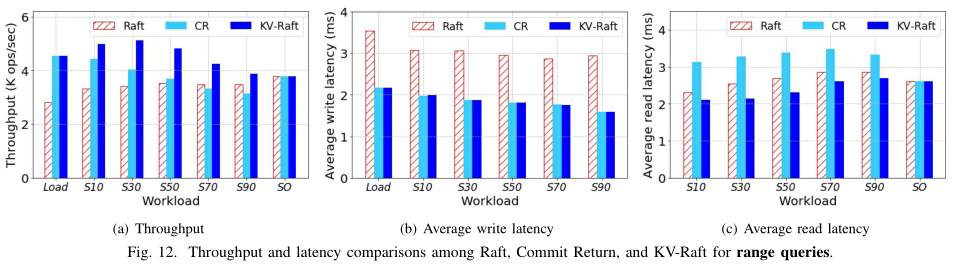 Throughput (K ops/sec)
6
4
2
0
Raft CR KV-Raft
Load S10 S30 S50 S70 S90 SO
Workload
(a) Throughput
Average write latency (ms)
4
3
2
1
0
Raft CR KV-Raft
Load S10 S30 S50 S70 S90
Workload
(b) Average write latency
Average read latency (ms)
4
3
2
1
0
Raft CR KV-Raft
S10 S30 S50 S70 S90 SO
Workload
(c) Average read latency
Fig. 12. Throughput and latency comparisons among Raft, Commit Return, and KV-Raft for range queries.